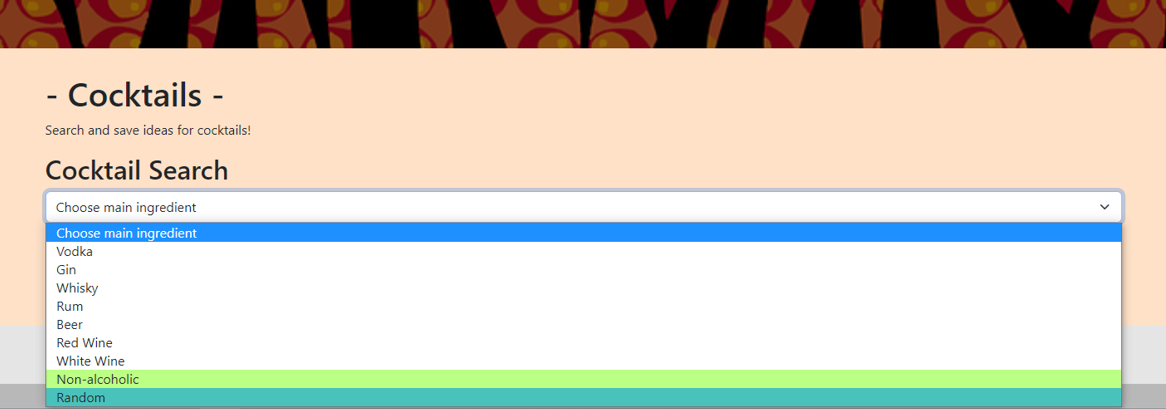 - Cocktails -
Search and save ideas for cocktails!
Cocktail Search
Choose main ingredient
Choose main ingredient
Vodka
Gin
Whisky
Rum
Beer
Red Wine
White Wine
Non-alcoholic
Random